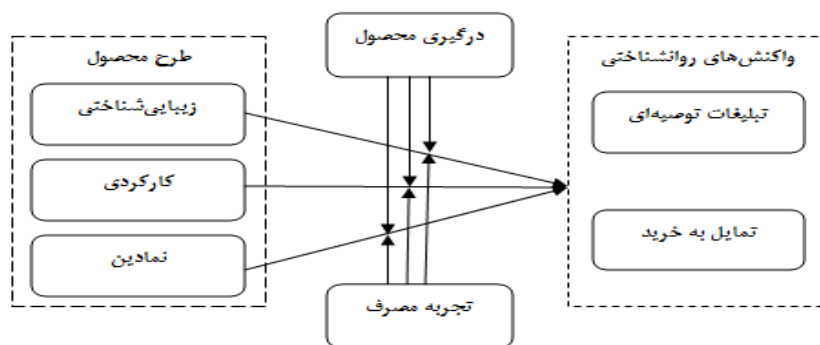 درگیری محصول
واکنش‌های روانشناختی
طرح محصول
تبلیغات توصیه‌ای
زیبایی‌شناختی
کارکردی
تمایل به خرید
نمادین
تجربه مصرف